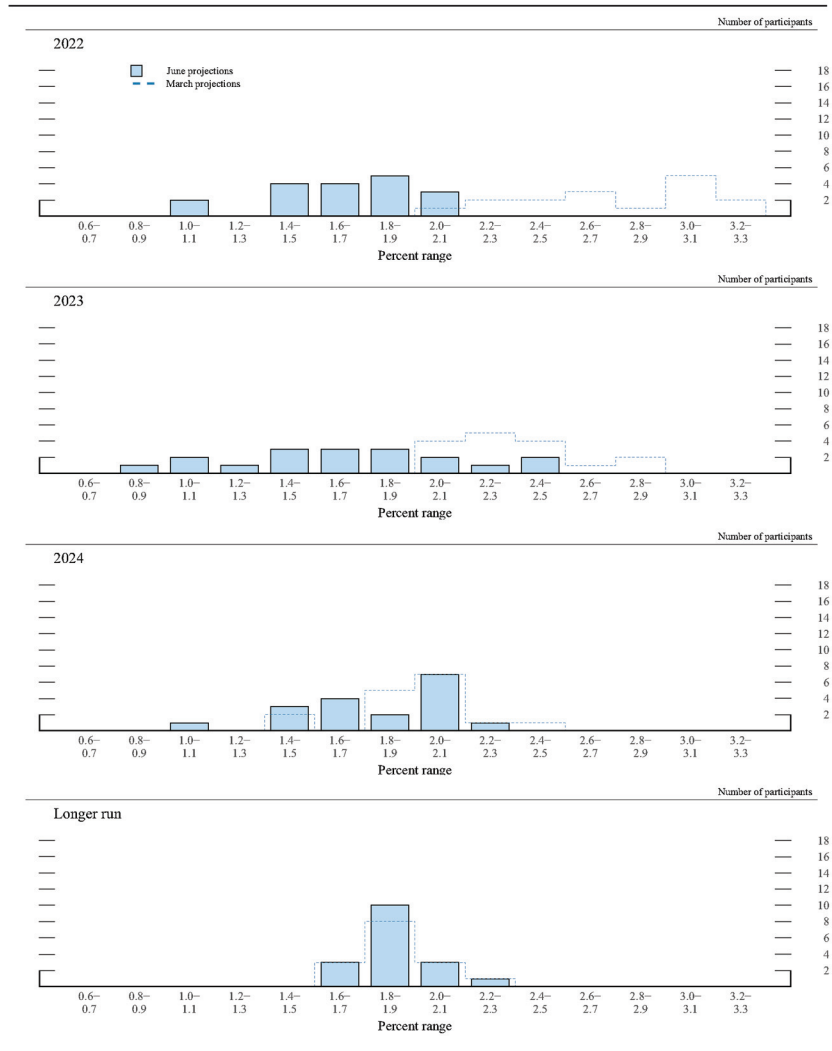 Number of participants
2022
June projections
March projections
18
16
14
12
10
8
6
4
2
0.6– 0.8– 1.0– 1.2– 1.4– 1.6– 1.8– 2.0– 2.2– 2.4– 2.6– 2.8– 3.0– 3.2–
0.7 0.9 1.1 1.3 1.5 1.7 1.9 2.1 2.3 2.5 2.7 2.9 3.1 3.3
Percent range
Number of participants
2023
18
16
14
12
10
8
6
4
2
0.6– 0.8– 1.0– 1.2– 1.4– 1.6– 1.8– 2.0– 2.2– 2.4– 2.6– 2.8– 3.0– 3.2–
0.7 0.9 1.1 1.3 1.5 1.7 1.9 2.1 2.3 2.5 2.7 2.9 3.1 3.3
Percent range
Number of participants
2024
18
16
14
12
10
8
6
4
2
0.6– 0.8– 1.0– 1.2– 1.4– 1.6– 1.8– 2.0– 2.2– 2.4– 2.6– 2.8– 3.0– 3.2–
0.7 0.9 1.1 1.3 1.5 1.7 1.9 2.1 2.3 2.5 2.7 2.9 3.1 3.3
Percent range
Number of participants
Longer run
18
16
14
12
10
8
6
4
2
0.6– 0.8– 1.0– 1.2– 1.4– 1.6– 1.8– 2.0– 2.2– 2.4– 2.6– 2.8– 3.0– 3.2–
0.7 0.9 1.1 1.3 1.5 1.7 1.9 2.1 2.3 2.5 2.7 2.9 3.1 3.3
Percent range